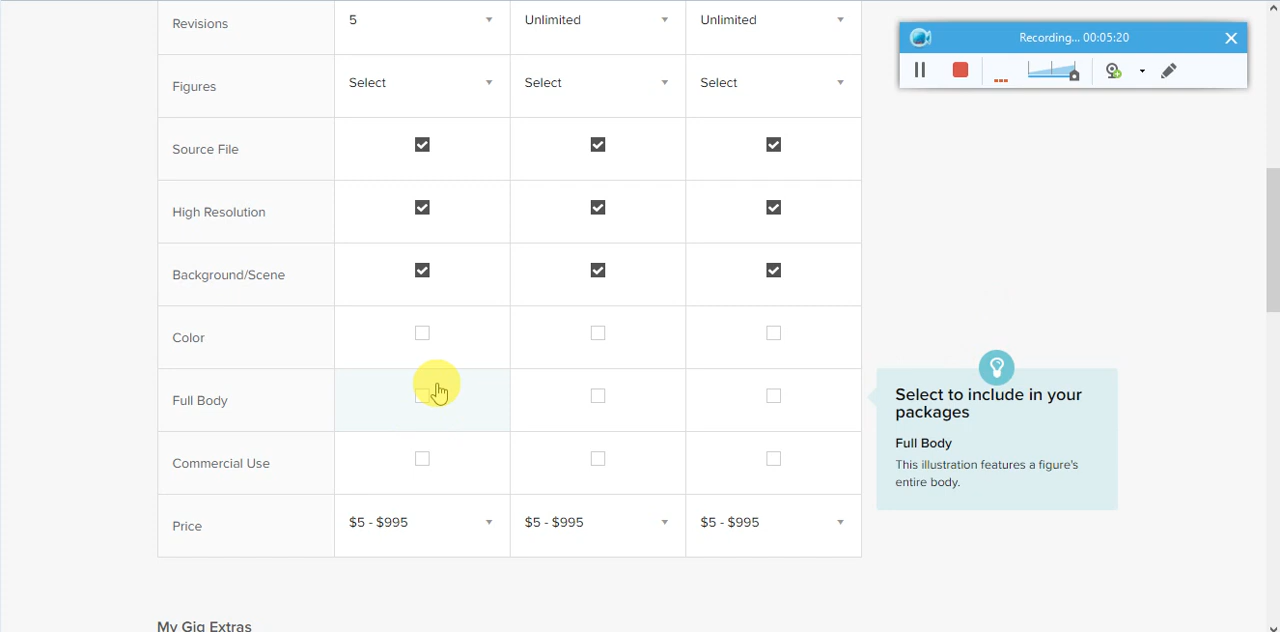 Revisions 5 Unlimited Unlimited
Recording... 00:05:20
Figures Select Select Select
Source File
High Resolution
Background/Scene
Color
Full Body
Select to include in your
packages
Full Body
This illustration features a figure's
entire body.
Commercial Use
Price $5 - $995 $5 - $995 $5 - $995
My Gig Extras